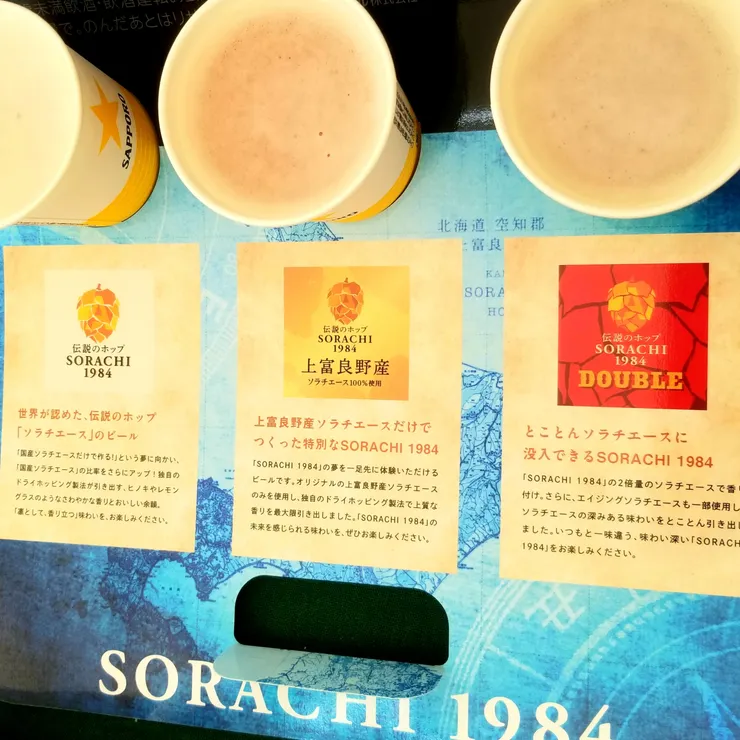 SAPPORO
北海道 空知郡
上富良
SORA
伝説のホップ
SORACHI
1984
世界が認めた、伝説のホップ
「ソラチエース」のビール
「国産ソラチエースだけで作る!」という夢に向かい、
「国産ソラチエース」の比率をさらにアップ!独自の
ドライホッピング製法が引き出す、ヒノキやレモン
グラスのようなさわやかな香りとおいしい余韻。
「凛として、香り立つ」味わいを、お楽しみください。
伝説のホップ
SORACHI
1984
上富良野産
ソラチエース100%使用
上富良野産ソラチエースだけで
つくった特別なSORACHI 1984
「SORACHI 1984」の夢を一足先に体験いただける
ビールです。オリジナルの上富良野産ソラチエース
のみを使用し、独自のドライホッピング製法で上質な
香りを最大限引き出しました。「SORACHI 1984」の
未来を感じられる味わいを、ぜひお楽しみください。
伝説のホップ
SORACHI
1984
DOUBLE
とことんソラチエースに
没入できるSORACHI 1984
「SORACHI 1984」の2倍量のソラチエースで香り
付け。さらに、エイジングソラチエースも一部使用し
ソラチエースの深みある味わいをとことん引き出し
ました。いつもと一味違う、味わい深い「SORACH
1984」をお楽しみください。
SORACHI 1984